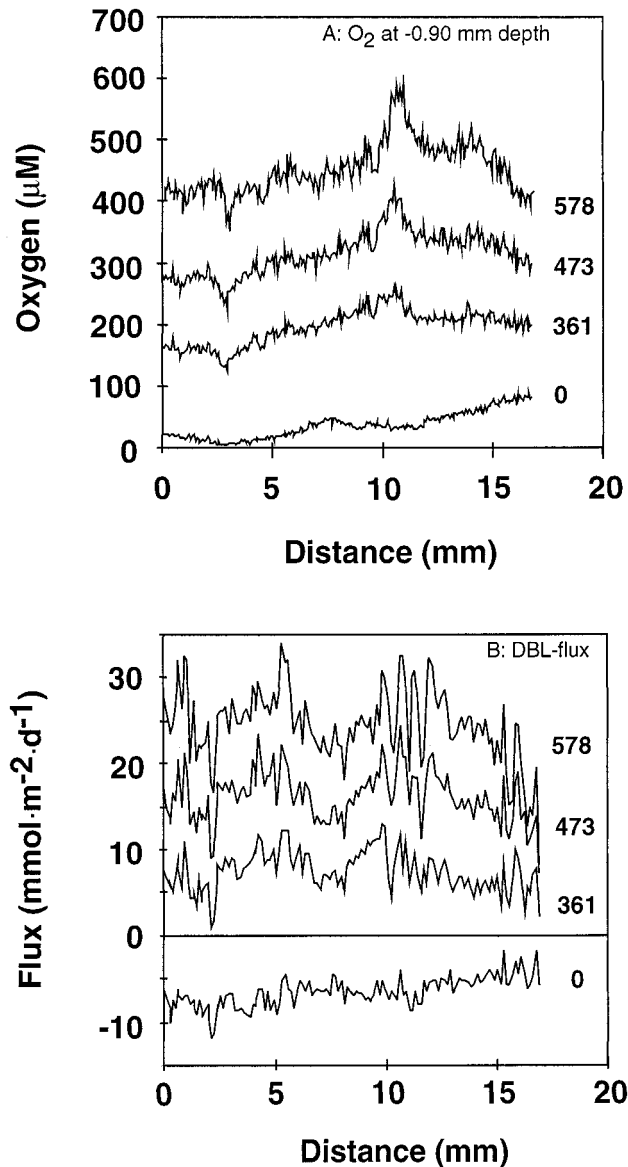 A: O2 at -0.90 mm depth
Oxygen (μM)
700
600
500
400
300
200
100
0
578
473
361
0
0 5 10 15 20
Distance (mm)
B: DBL-flux
Flux (mmol·m-2·d-1)
30
20
10
0
-10
578
473
361
0
0 5 10 15 20
Distance (mm)